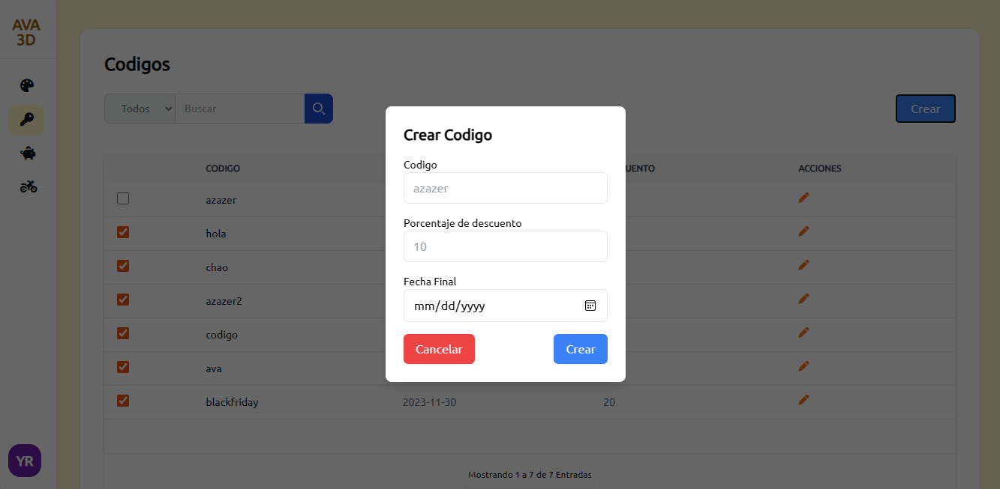 AVA
3D
Codigos
Todos
Buscar
Crear
CODIGO
UENTO
ACCIONES
azazer
hola
chao
azazer2
codigo
ava
blackfriday 2023-11-30 20
Mostrando 1 a 7 de 7 Entradas
YR
Crear Codigo
Codigo
azazer
Porcentaje de descuento
10
Fecha Final
mm/dd/yyyy
Cancelar
Crear